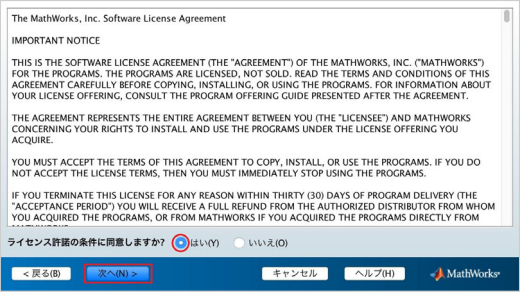 The MathWorks, Inc. Software License Agreement
IMPORTANT NOTICE
THIS IS THE SOFTWARE LICENSE AGREEMENT (THE "AGREEMENT") OF THE MATHWORKS, INC. ("MATHWORKS")
FOR THE PROGRAMS. THE PROGRAMS ARE LICENSED, NOT SOLD. READ THE TERMS AND CONDITIONS OF THIS
AGREEMENT CAREFULLY BEFORE COPYING, INSTALLING, OR USING THE PROGRAMS. FOR INFORMATION ABOUT
YOUR LICENSE OFFERING, CONSULT THE PROGRAM OFFERING GUIDE PRESENTED AFTER THE AGREEMENT.
THE AGREEMENT REPRESENTS THE ENTIRE AGREEMENT BETWEEN YOU (THE "LICENSEE") AND MATHWORKS
CONCERNING YOUR RIGHTS TO INSTALL AND USE THE PROGRAMS UNDER THE LICENSE OFFERING YOU
ACQUIRE.
YOU MUST ACCEPT THE TERMS OF THIS AGREEMENT TO COPY, INSTALL, OR USE THE PROGRAMS. IF YOU DO
NOT ACCEPT THE LICENSE TERMS, THEN YOU MUST IMMEDIATELY STOP USING THE PROGRAMS.
IF YOU TERMINATE THIS LICENSE FOR ANY REASON WITHIN THIRTY (30) DAYS OF PROGRAM DELIVERY (THE
"ACCEPTANCE PERIOD") YOU WILL RECEIVE A FULL REFUND FROM THE AUTHORIZED DISTRIBUTOR FROM WHOM
YOU ACQUIRED THE PROGRAMS, OR FROM MATHWORKS IF YOU ACQUIRED THE PROGRAMS DIRECTLY FROM
ライセンス許諾の条件に同意しますか? はい(Y) いいえ(O)
< 戻る(B) 次へ(N) > キャンセル ヘルプ(H) MathWorks®